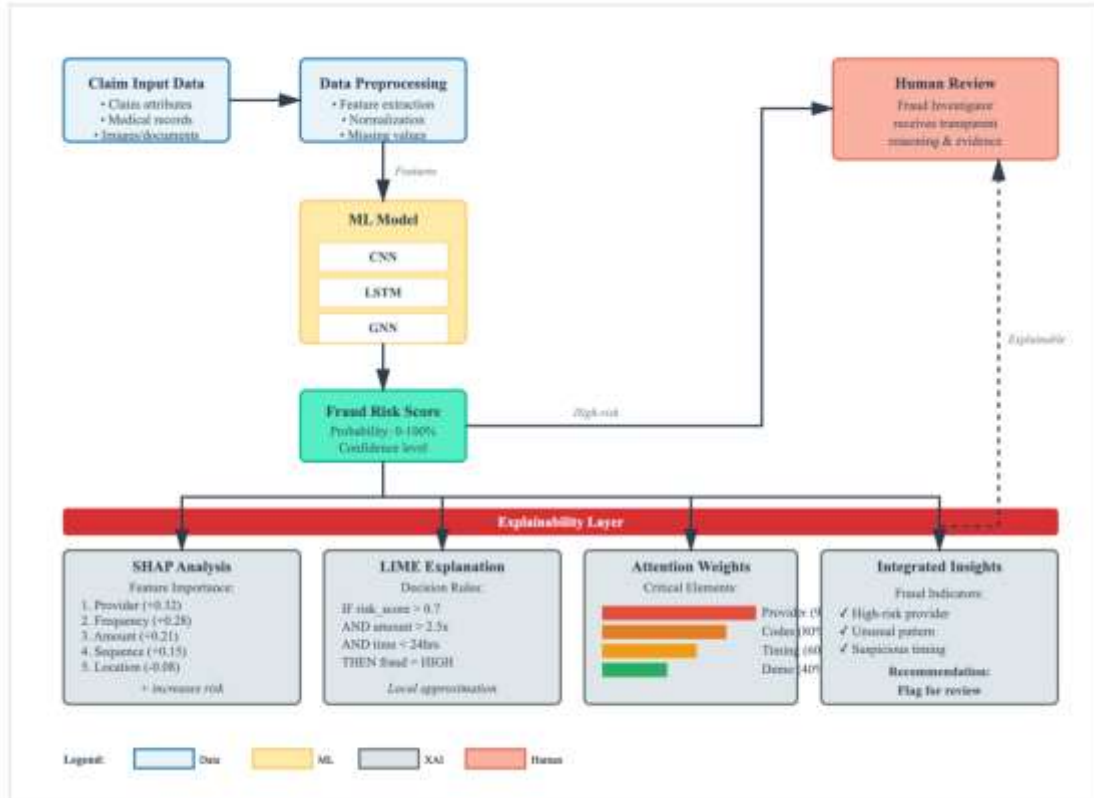 Claim Input Data
• Claim attributes
• Medical records
• Images/documents
Data Preprocessing
• Feature extraction
• Normalization
• Missing values
Human Review
Fraud Investigator
receives transparent
reasoning & evidence
Features
ML Model
CNN
LSTM
GNN
Explainable
Fraud Risk Score
Probability: 0-100%
Confidence level
High-risk
Explainability Layer
SHAP Analysis
Feature Importance:
1. Provider (+0.32)
2. Frequency (+0.28)
3. Amount (+0.21)
4. Sequence (+0.15)
5. Location (-0.08)
+ increases risk
LIME Explanation
Decision Rules:
IF risk_score > 0.7
AND amount > 2.5x
AND time < 24hrs
THEN fraud = HIGH
Local approximation
Attention Weights
Critical Elements:
Provider (9
Codes (80%
Timing (60
Demo (40%
Integrated Insights
Fraud Indicators:
✓ High-risk provider
✓ Unusual pattern
✓ Suspicious timing
Recommendation:
Flag for review
Legend:
Data
ML
XAI
Human